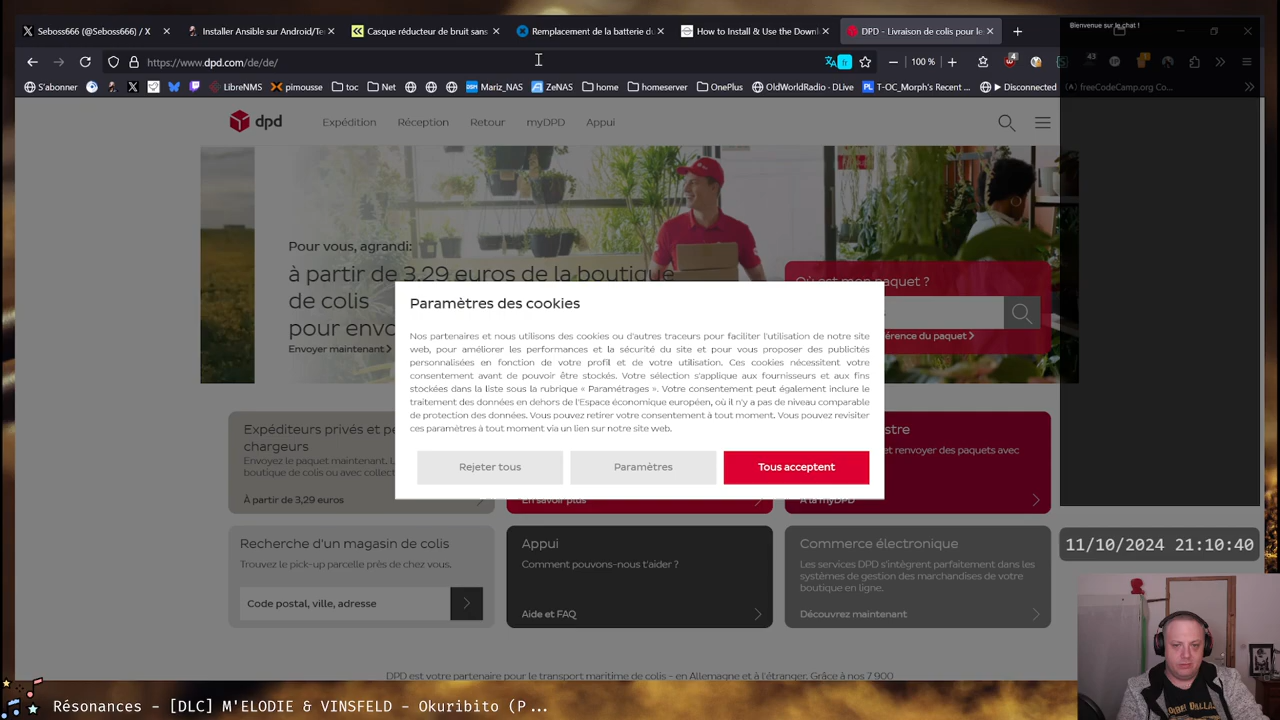 Seboss666 (@Seboss666) / X
Installer Ansible sur Android/Te
Casque réducteur de bruit sans
Remplacement de la batterie du
How to Install & Use the Downl
DPD - Livraison de colis pour le
Bienvenue sur le chat !
https://www.dpd.com/de/de/
100 %
S'abonner
LibreNMS
pimousse
toc
Net
Mariz_NAS
ZeNAS
home
homeserver
OnePlus
OldWorldRadio - DLive
T-OC_Morph's Recent ...
Disconnected
(A) freeCodeCamp.org Co...
dpd
Expédition
Réception
Retour
myDPD
Appui
Pour vous, agrandi:
à partir de 3,29 euros de la boutique
de colis
pour envo
Envoyer maintenant
Où est mon paquet ?
érence du paquet
Paramètres des cookies
Nos partenaires et nous utilisons des cookies ou d'autres traceurs pour faciliter l'utilisation de notre site
web, pour améliorer les performances et la sécurité du site et pour vous proposer des publicités
personnalisées en fonction de votre profil et de votre utilisation. Ces cookies nécessitent votre
consentement avant de pouvoir être stockés. Votre sélection s'applique aux fournisseurs et aux fins
stockées dans la liste sous la rubrique « Paramétrages ». Votre consentement peut également inclure le
traitement des données en dehors de l'Espace économique européen, où il n'y a pas de niveau comparable
de protection des données. Vous pouvez retirer votre consentement à tout moment. Vous pouvez revisiter
ces paramètres à tout moment via un lien sur notre site web.
Rejeter tous
Paramètres
Tous acceptent
Expéditeurs privés et pe
chargeurs
Envoyez le paquet maintenant. L
boutique de colis ou avec collect
À partir de 3,29 euros
En savoir plus
stre
et renvoyer des paquets avec
À la myDPD
Recherche d'un magasin de
colis
Trouvez le pick-up parcelle près de chez vous.
Code postal, ville, adresse
Appui
Comment pouvons-nous t'aider ?
Aide et FAQ
Commerce électronique
Les services DPD s'intègrent parfaitement dans les
systèmes de gestion des marchandises de votre
boutique en ligne.
Découvrez maintenant
DPD est votre partenaire pour le transport maritime de colis – en Allemagne et à l'étranger. Grâce à nos 7 900
11/10/2024 21:10:40
Résonances - [DLC] M'ELODIE & VINSFELD - Okuribito (P...